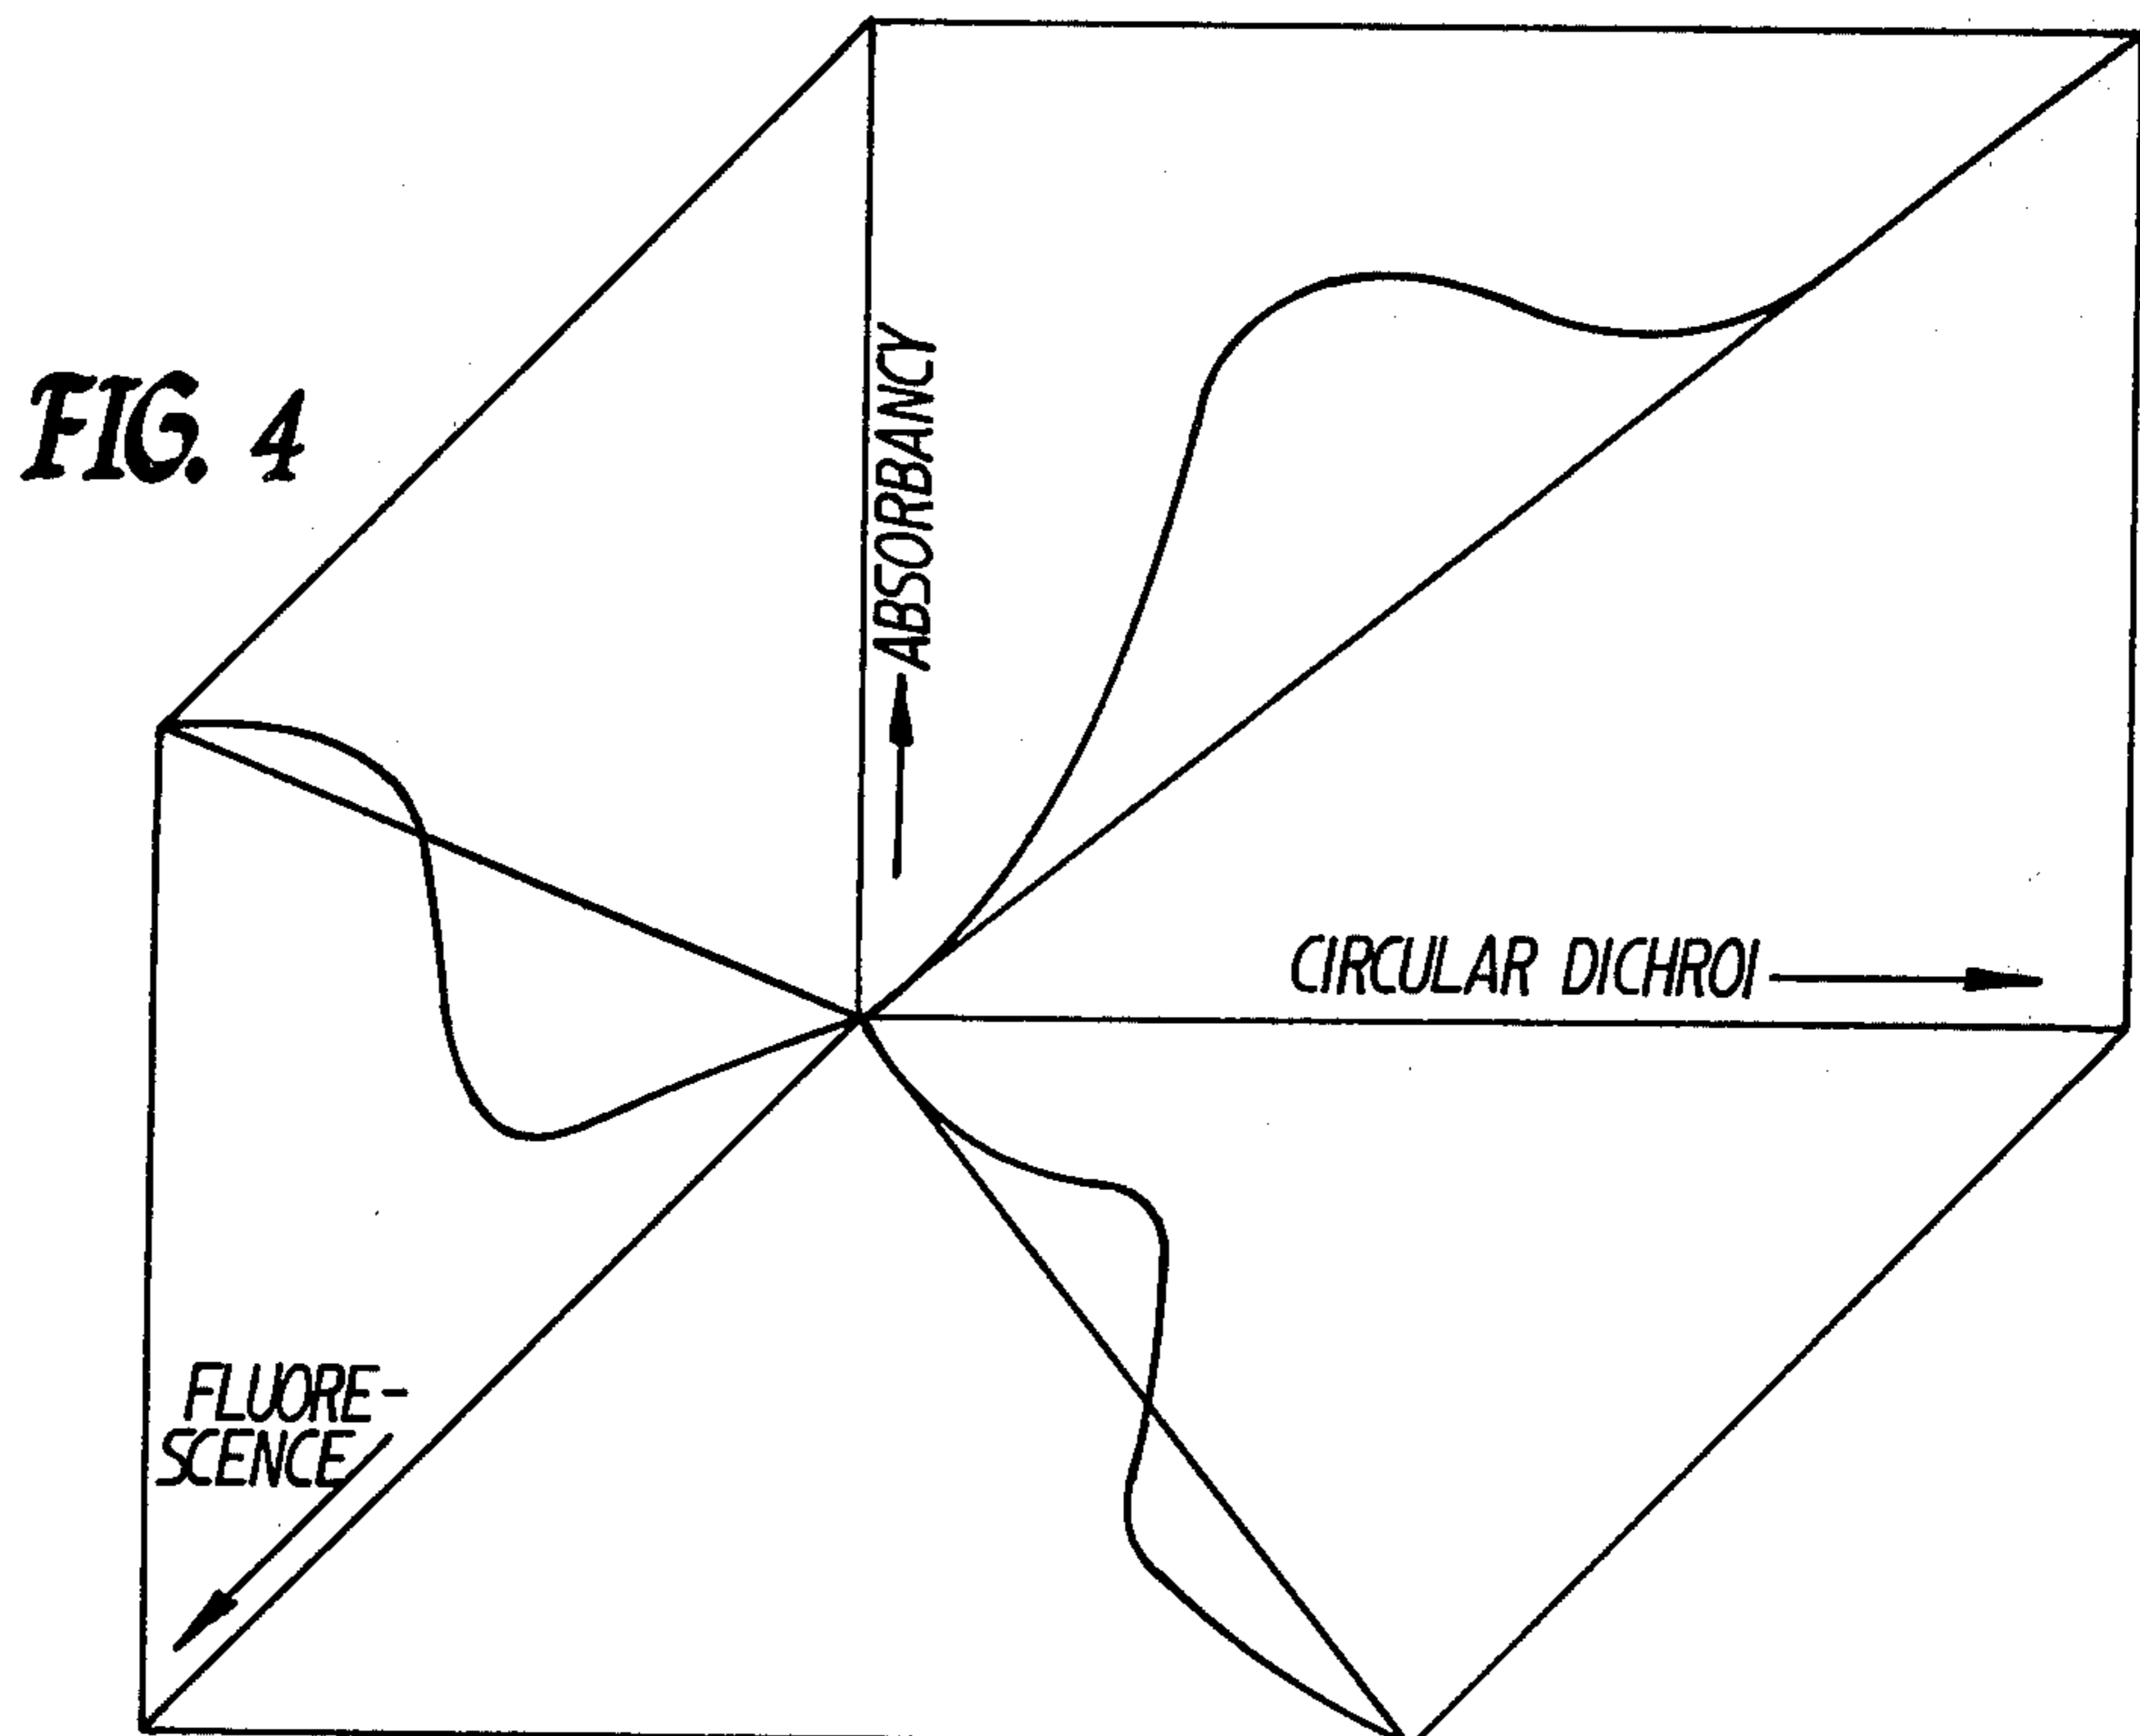 FIG. 4
ABSORBANCY
CIRCULAR DICHROI
FLUORE-
SCENCE